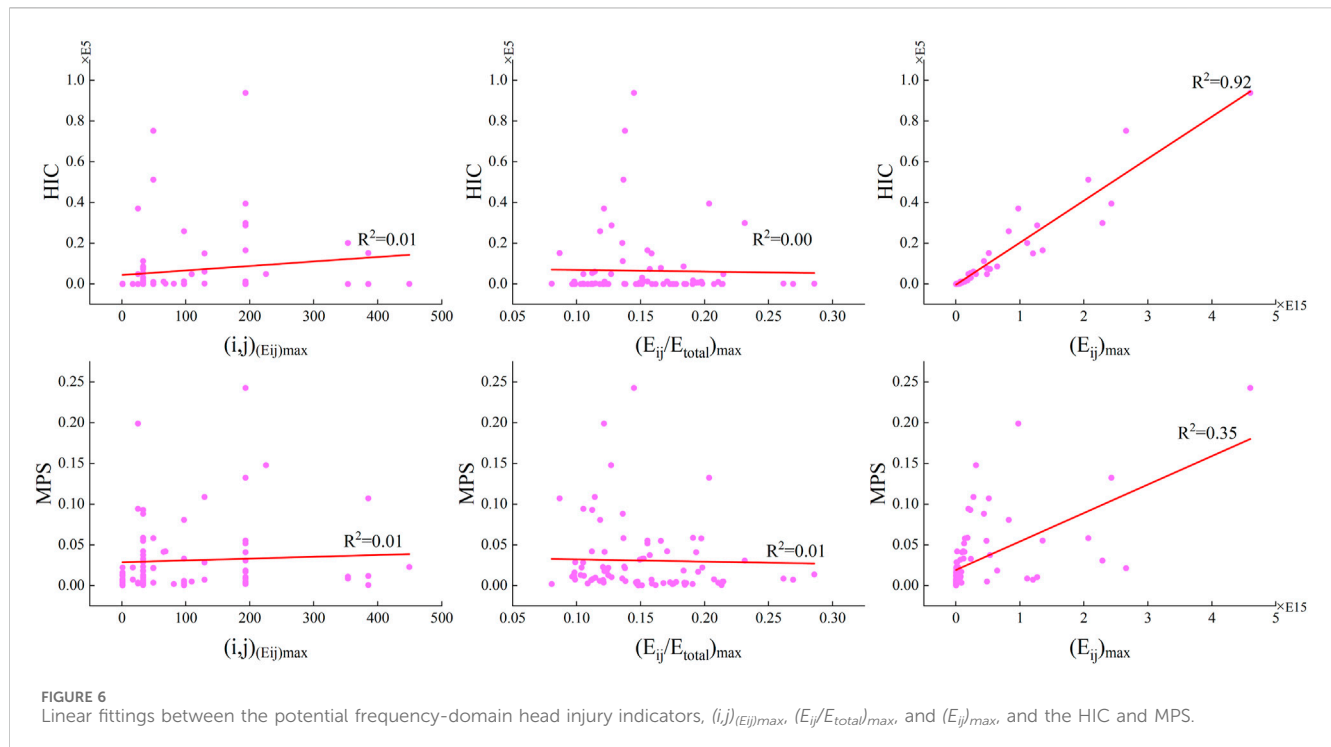 ×E5 ×E5 ×E5
1.0 1.0 1.0
R²=0.92
0.8 0.8 0.8
HIC HIC HIC
0.6 0.6 0.6
0.4 0.4 0.4
R²=0.01 R²=0.00
0.2 0.2 0.2
0.0 0.0 0.0
×E15
0 100 200 300 400 500 0.05 0.10 0.15 0.20 0.25 0.30 0 1 2 3 4 5
(i,j)(Eij)max (Eij/Etotal)max (Eij)max
0.25 0.25 0.25
0.20 0.20 0.20
R²=0.35
0.15 0.15 0.15
MPS MPS MPS
0.10 0.10 0.10
0.05 0.05 0.05
R²=0.01 R²=0.01
0.00 0.00 0.00
×E15
0 100 200 300 400 500 0.05 0.10 0.15 0.20 0.25 0.30 0 1 2 3 4 5
(i,j)(Eij)max (Eij/Etotal)max (Eij)max
FIGURE 6
Linear fittings between the potential frequency-domain head injury indicators, (i,j)(Eij)max, (Eij/Etotal)max, and (Eij)max, and the HIC and MPS.